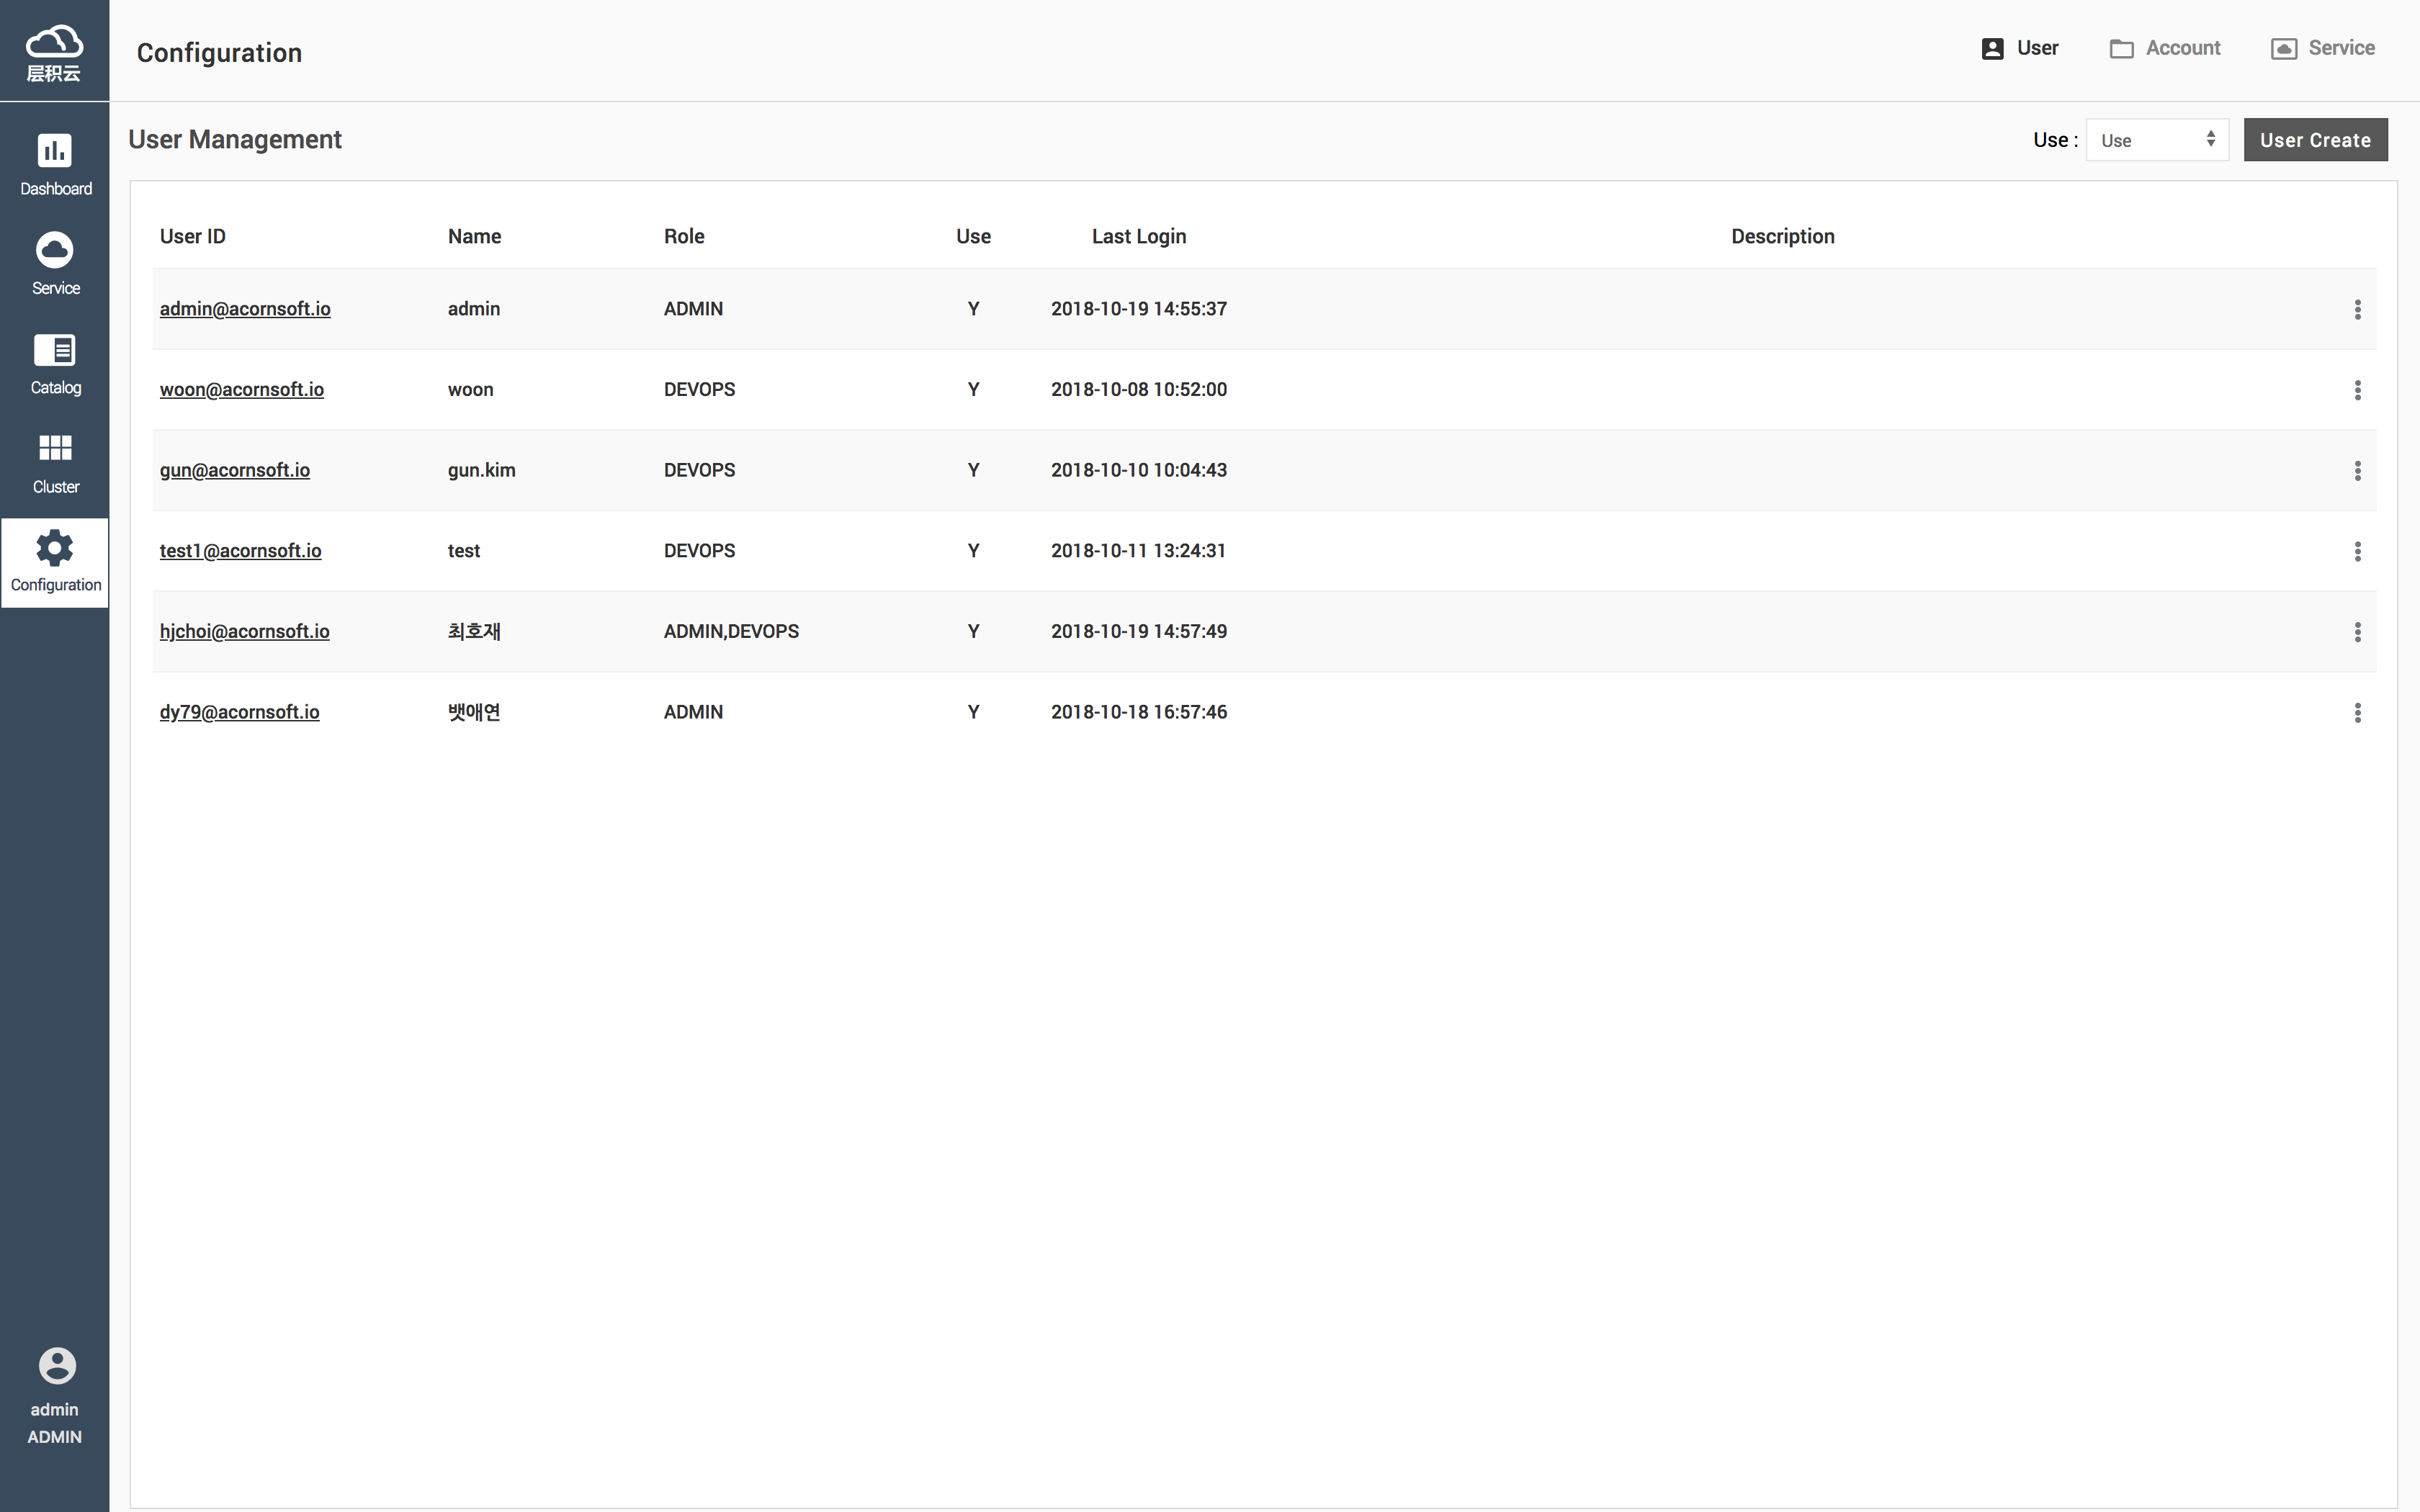 层积云
Configuration
User
Account
Service
Dashboard
Service
Catalog
Cluster
Configuration
admin
ADMIN
User Management
Use :
Use
User Create
User ID Name Role Use Last Login Description
admin@acornsoft.io admin ADMIN Y 2018-10-19 14:55:37
woon@acornsoft.io woon DEVOPS Y 2018-10-08 10:52:00
gun@acornsoft.io gun.kim DEVOPS Y 2018-10-10 10:04:43
test1@acornsoft.io test DEVOPS Y 2018-10-11 13:24:31
hjchoi@acornsoft.io 최호재 ADMIN,DEVOPS Y 2018-10-19 14:57:49
dy79@acornsoft.io 뱃애연 ADMIN Y 2018-10-18 16:57:46